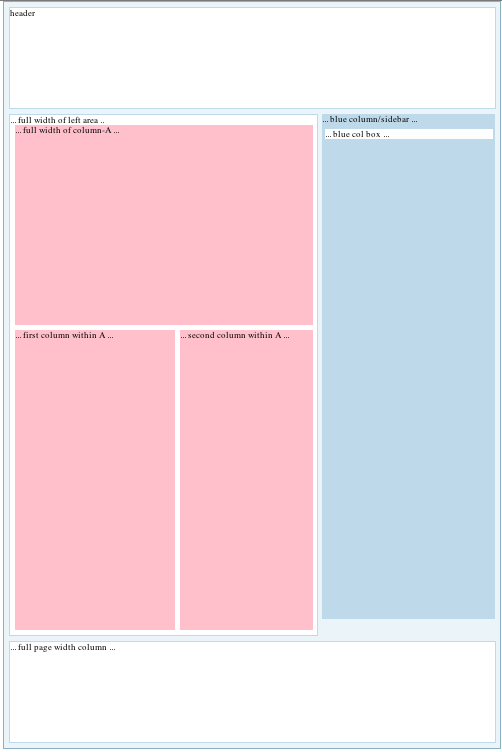 header
...full width of left area ..
...full width of column-A ...
...blue column/sidebar ...
...blue col box ...
...first column within A ...
...second column within A ...
...full page width column ...